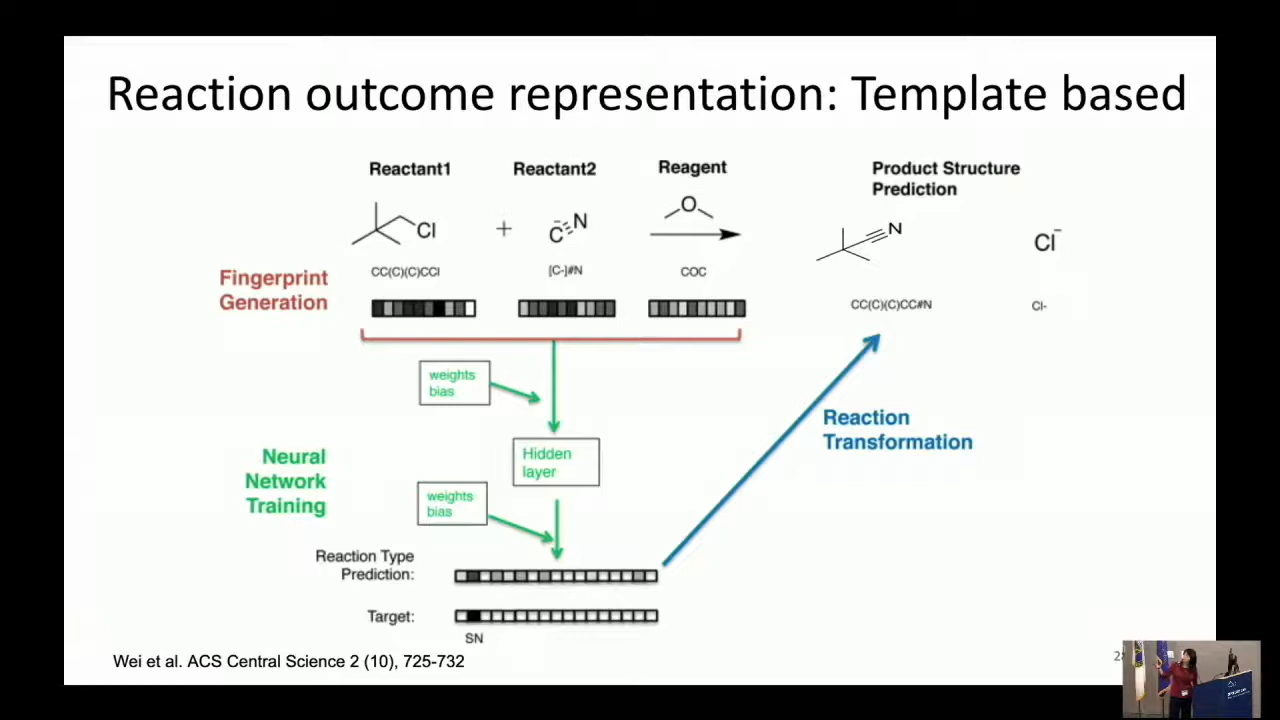 Reaction outcome representation: Template based
Reactant1
Reactant2
Reagent
Product Structure
Prediction
Cl
+
C
N
O
N
Cl
Fingerprint
Generation
CC(C)(C)CCl
[C-]#N
COC
CC(C)(C)CC#N
Cl-
weights
bias
Reaction
Transformation
Neural
Network
Training
Hidden
layer
weights
bias
Reaction Type
Prediction:
Target:
SN
Wei et al. ACS Central Science 2 (10), 725-732